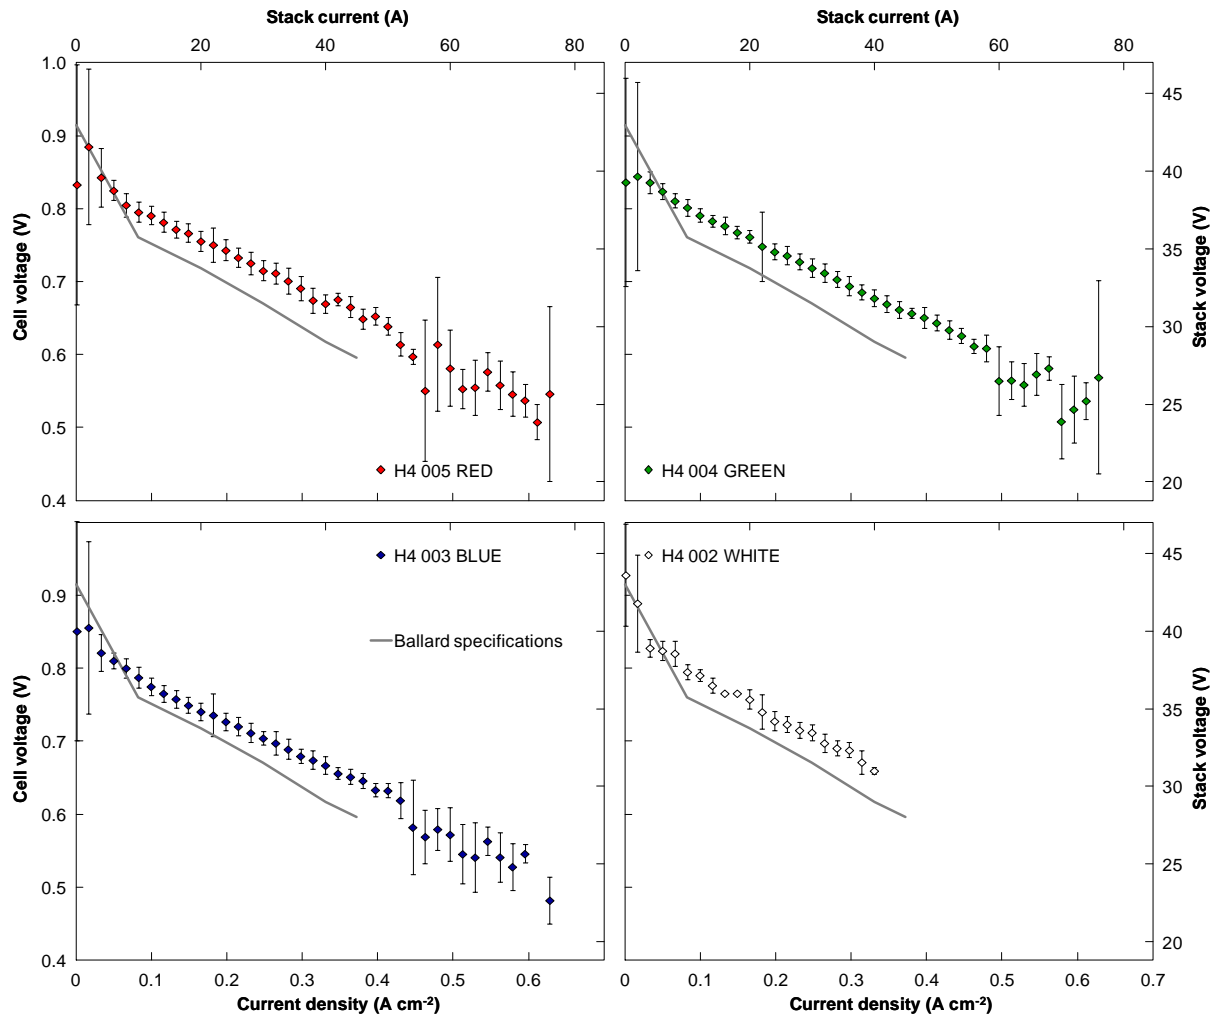 Stack current (A)
Stack current (A)
0 20 40 60 80
0 20 40 60 80
1.0
0.9
0.8
0.7
0.6
0.5
0.4
Cell voltage (V)
H4 005 RED
H4 004 GREEN
45
40
35
30
25
20
Stack voltage (V)
H4 003 BLUE
Ballard specifications
H4 002 WHITE
0.9
0.8
0.7
0.6
0.5
0.4
Cell voltage (V)
45
40
35
30
25
20
Stack voltage (V)
0 0.1 0.2 0.3 0.4 0.5 0.6
0 0.1 0.2 0.3 0.4 0.5 0.6 0.7
Current density (A cm⁻²)
Current density (A cm⁻²)